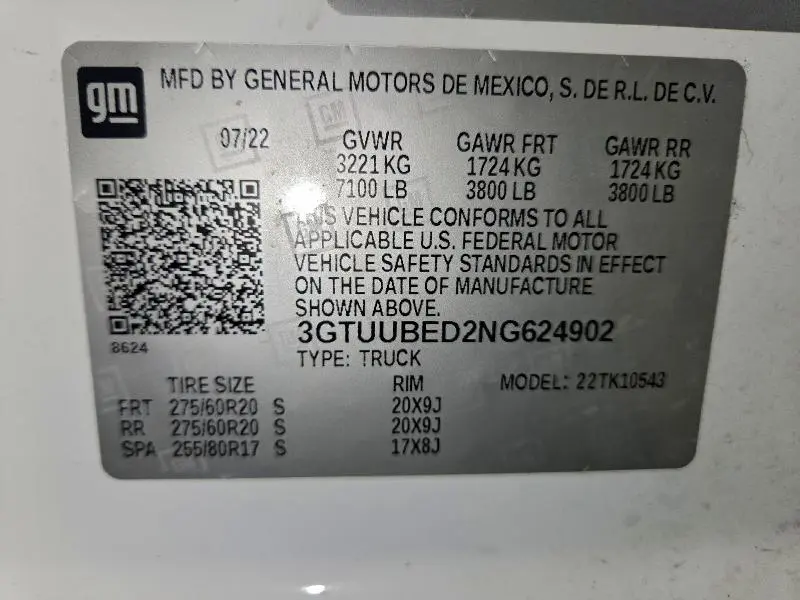 gm MFD BY GENERAL MOTORS DE MEXICO, S. DE R.L. DE C.V.
07/22 GVWR GAWR FRT GAWR RR
3221 KG 1724 KG 1724 KG
7100 LB 3800 LB 3800 LB
VEHICLE CONFORMS TO ALL
APPLICABLE U.S. FEDERAL MOTOR
VEHICLE SAFETY STANDARDS IN EFFECT
ON THE DATE OF MANUFACTURE
SHOWN ABOVE.
3GTUUBED2NG624902
8624
TYPE: TRUCK
TIRE SIZE RIM MODEL: 22TK10543
FRT 275/60R20 S 20X9J
RR 275/60R20 S 20X9J
SPA 255/80R17 S 17X8J